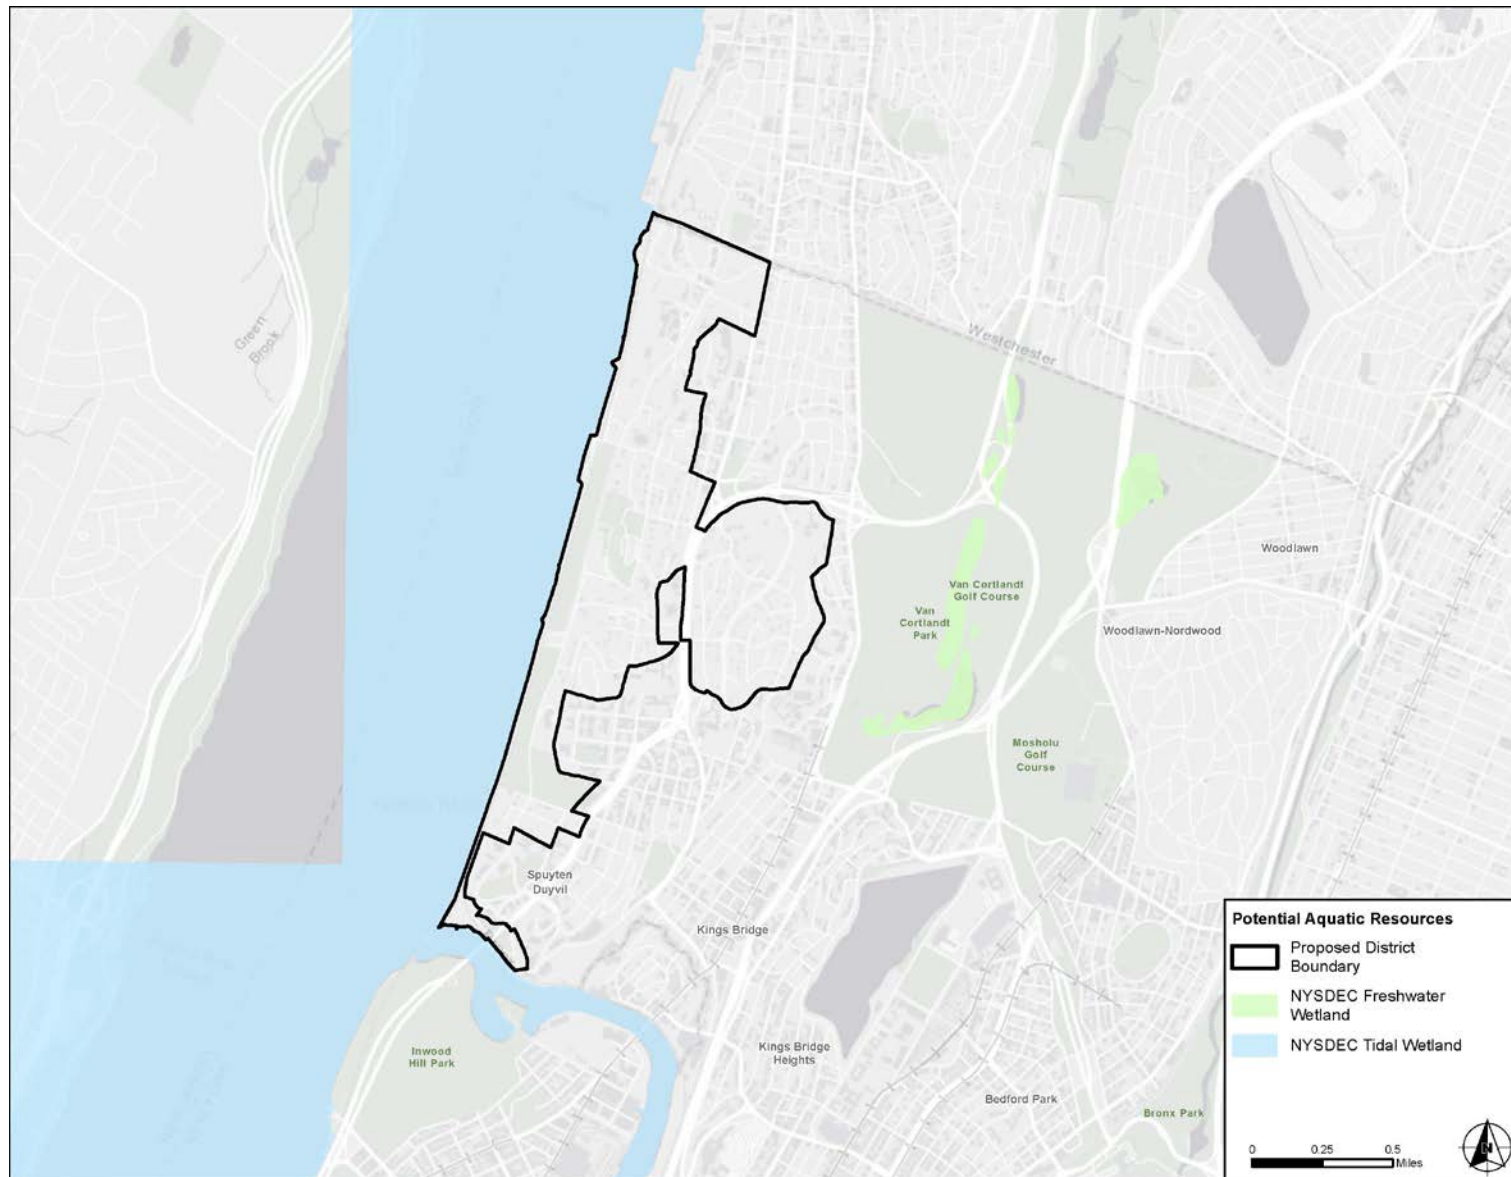 Green
Brook
Westchester
Woodlawn
Van Cortlandt
Golf Course
Van
Cortlandt
Park
Woodlawn-Nordwood
Mosholu
Golf
Course
Spuyten
Duyvil
Kings Bridge
Inwood
Hill Park
Kings Bridge
Heights
Bedford Park
Bronx Park
Potential Aquatic Resources
Proposed District
Boundary
NYSDEC Freshwater
Wetland
NYSDEC Tidal Wetland
0 0.25 0.5
Miles
N